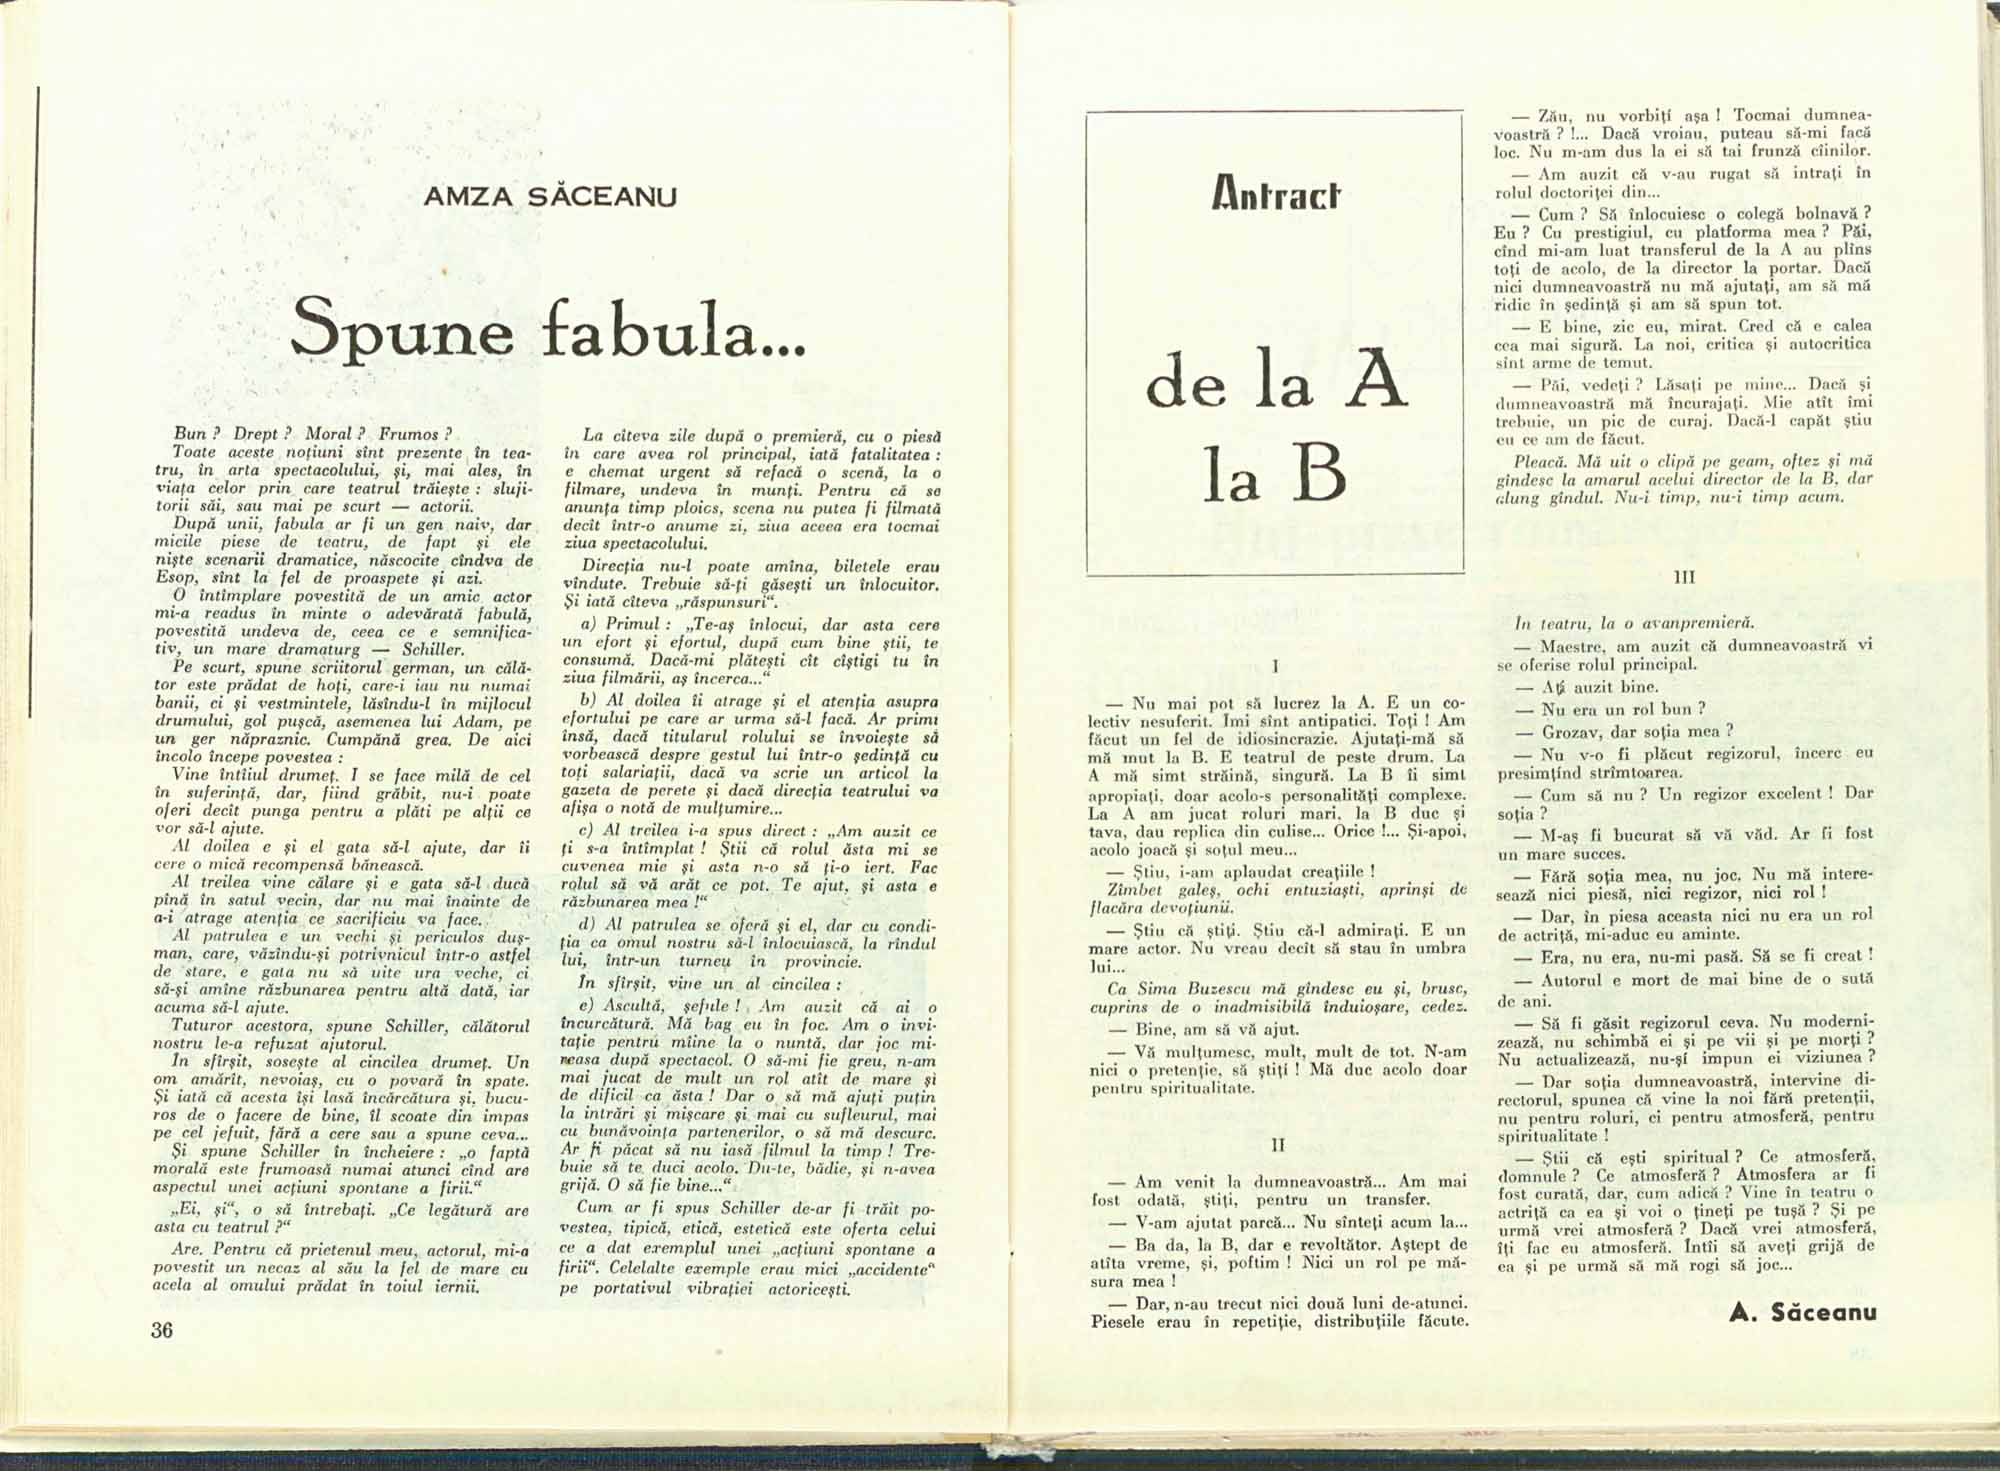 AMZA SĂCEANU
Spune fabula...
Bun ? Drept ? Moral ? Frumos ?
Toate aceste noțiuni sînt prezente în tea-
tru, în arta spectacolului, și, mai ales, în
viața celor prin care teatrul trăiește : sluji-
torii săi, sau mai pe scurt — actorii.
După unii, fabula ar fi un gen naiv, dar
micile piese de teatru, de fapt și ele
niște scenarii dramatice, născocite cîndva de
Esop, sînt la fel de proaspete și azi.
O întîmplare povestită de un amic actor
mi-a readus în minte o adevărată fabulă,
povestită undeva de, ceea ce e semnifica-
tiv, un mare dramaturg — Schiller.
Pe scurt, spune scriitorul german, un călă-
tor este prădat de hoți, care-i iau nu numai
banii, ci și vestmintele, lăsîndu-l în mijlocul
drumului, gol pușcă, asemenea lui Adam, pe
un ger năpraznic. Cumpănă grea. De aici
încolo începe povestea :
Vine întîiul drumeț. I se face milă de cel
în suferință, dar, fiind grăbit, nu-i poate
oferi decît punga pentru a plăti pe alții ce
vor să-l ajute.
Al doilea e și el gata să-l ajute, dar îi
cere o mică recompensă bănească.
Al treilea vine călare și e gata să-l ducă
pînă în satul vecin, dar nu mai înainte de
a-i atrage atenția ce sacrificiu va face.
Al patrulea e un vechi și periculos duș-
man, care, văzîndu-și potrivnicul într-o astfel
de stare, e gata nu să uite ura veche, ci
să-și amîne răzbunarea pentru altă dată, iar
acuma să-l ajute.
Tuturor acestora, spune Schiller, călătorul
nostru le-a refuzat ajutorul.
In sfîrșit, sosește al cincilea drumeț. Un
om amărît, nevoiaș, cu o povară în spate.
Și iată că acesta își lasă încărcătura și, bucu-
ros de o facere de bine, îl scoate din impas
pe cel jefuit, fără a cere sau a spune ceva...
Și spune Schiller în încheiere : „o faptă
morală este frumoasă numai atunci cînd are
aspectul unei acțiuni spontane a firii.“
„Ei, și“, o să întrebați. „Ce legătură are
asta cu teatrul ?“
Are. Pentru că prietenul meu, actorul, mi-a
povestit un necaz al său la fel de mare cu
acela al omului prădat în toiul iernii.
La cîteva zile după o premieră, cu o piesă
în care avea rol principal, iată fatalitatea :
e chemat urgent să refacă o scenă, la o
filmare, undeva în munți. Pentru că se
anunța timp ploios, scena nu putea fi filmată
decît într-o anume zi, ziua aceea era tocmai
ziua spectacolului.
Direcția nu-l poate amîna, biletele erau
vîndute. Trebuie să-ți găsești un înlocuitor.
Și iată cîteva „răspunsuri“.
a) Primul : „Te-aș înlocui, dar asta cere
un efort și efortul, după cum bine știi, te
consumă. Dacă-mi plătești cît cîștigi tu în
ziua filmării, aș încerca...“
b) Al doilea îi atrage și el atenția asupra
efortului pe care ar urma să-l facă. Ar primi
însă, dacă titularul rolului se învoiește să
vorbească despre gestul lui într-o ședință cu
toți salariații, dacă va scrie un articol la
gazeta de perete și dacă direcția teatrului va
afișa o notă de mulțumire...
c) Al treilea i-a spus direct : „Am auzit ce
ți s-a întîmplat ! Știi că rolul ăsta mi se
cuvenea mie și asta n-o să ți-o iert. Fac
rolul să vă arăt ce pot. Te ajut, și asta e
răzbunarea mea !“
d) Al patrulea se oferă și el, dar cu condi-
ția ca omul nostru să-l înlocuiască, la rîndul
lui, într-un turneu în provincie.
In sfîrșit, vine un al cincilea :
e) Ascultă, șefule ! Am auzit că ai o
încurcătură. Mă bag eu în foc. Am o invi-
tație pentru mîine la o nuntă, dar joc mi-
reasa după spectacol. O să-mi fie greu, n-am
mai jucat de mult un rol atît de mare și
de dificil ca ăsta ! Dar o să mă ajuți puțin
la intrări și mișcare și mai cu sufleurul, mai
cu bunăvoința partenerilor, o să mă descurc.
Ar fi păcat să nu iasă filmul la timp ! Tre-
buie să te duci acolo. Du-te, bădie, și n-avea
grijă. O să fie bine...“
Cum ar fi spus Schiller de-ar fi trăit po-
vestea, tipică, etică, estetică este oferta celui
ce a dat exemplul unei „acțiuni spontane a
firii“. Celelalte exemple erau mici „accidente“
pe portativul vibrației actoricești.
36
Antract
de la A
la B
I
— Nu mai pot să lucrez la A. E un co-
lectiv nesuferit. Imi sînt antipatici. Toți ! Am
făcut un fel de idiosincrazie. Ajutați-mă să
mă mut la B. E teatrul de peste drum. La
A mă simt străină, singură. La B îi simt
apropiați, doar acolo-s personalități complexe.
La A am jucat roluri mari, la B duc și
tava, dau replica din culise... Orice !... Și-apoi,
acolo joacă și soțul meu...
— Știu, i-am aplaudat creațiile !
Zîmbet galeș, ochi entuziaști, aprinși de
flacăra devoțiunii.
— Știu că știți. Știu că-l admirați. E un
mare actor. Nu vreau decît să stau în umbra
lui...
Ca Sima Buzescu mă gîndesc eu și, brusc,
cuprins de o inadmisibilă înduioșare, cedez.
— Bine, am să vă ajut.
— Vă mulțumesc, mult, mult de tot. N-am
nici o pretenție, să știți ! Mă duc acolo doar
pentru spiritualitate.
II
— Am venit la dumneavoastră... Am mai
fost odată, știți, pentru un transfer.
— V-am ajutat parcă... Nu sînteți acum la...
— Ba da, la B, dar e revoltător. Aștept de
atîta vreme, și, poftim ! Nici un rol pe mă-
sura mea !
— Dar, n-au trecut nici două luni de-atunci.
Piesele erau în repetiție, distribuțiile făcute.
— Zău, nu vorbiți așa ! Tocmai dumnea-
voastră ? !... Dacă vroiau, puteau să-mi facă
loc. Nu m-am dus la ei să tai frunză cîinilor.
— Am auzit că v-au rugat să intrați în
rolul doctoriței din...
— Cum ? Să înlocuiesc o colegă bolnavă ?
Eu ? Cu prestigiul, cu platforma mea ? Păi,
cînd mi-am luat transferul de la A au plîns
toți de acolo, de la director la portar. Dacă
nici dumneavoastră nu mă ajutați, am să mă
ridic în ședință și am să spun tot.
— E bine, zic eu, mirat. Cred că e calea
cea mai sigură. La noi, critica și autocritica
sînt arme de temut.
— Păi, vedeți ? Lăsați pe mine... Dacă și
dumneavoastră mă încurajați. Mie atît îmi
trebuie, un pic de curaj. Dacă-l capăt știu
eu ce am de făcut.
Pleacă. Mă uit o clipă pe geam, oftez și mă
gîndesc la amarul acelui director de la B, dar
alung gîndul. Nu-i timp, nu-i timp acum.
III
In teatru, la o avanpremieră.
— Maestre, am auzit că dumneavoastră vi
se oferise rolul principal.
— Ați auzit bine.
— Nu era un rol bun ?
— Grozav, dar soția mea ?
— Nu v-o fi plăcut regizorul, încerc eu
presimțind strîmtoarea.
— Cum să nu ? Un regizor excelent ! Dar
soția ?
— M-aș fi bucurat să vă văd. Ar fi fost
un mare succes.
— Fără soția mea, nu joc. Nu mă intere-
sează nici piesă, nici regizor, nici rol !
— Dar, în piesa aceasta nici nu era un rol
de actriță, mi-aduc eu aminte.
— Era, nu era, nu-mi pasă. Să se fi creat !
— Autorul e mort de mai bine de o sută
de ani.
— Să fi găsit regizorul ceva. Nu moderni-
zează, nu schimbă ei și pe vii și pe morți ?
Nu actualizează, nu-și impun ei viziunea ?
— Dar soția dumneavoastră, intervine di-
rectorul, spunea că vine la noi fără pretenții,
nu pentru roluri, ci pentru atmosferă, pentru
spiritualitate !
— Știi că ești spiritual ? Ce atmosferă,
domnule ? Ce atmosferă ? Atmosfera ar fi
fost curată, dar, cum adică ? Vine în teatru o
actriță ca ea și voi o țineți pe tușă ? Și pe
urmă vrei atmosferă ? Dacă vrei atmosferă,
îți fac eu atmosferă. Intîi să aveți grijă de
ea și pe urmă să mă rogi să joc...
A. Săceanu